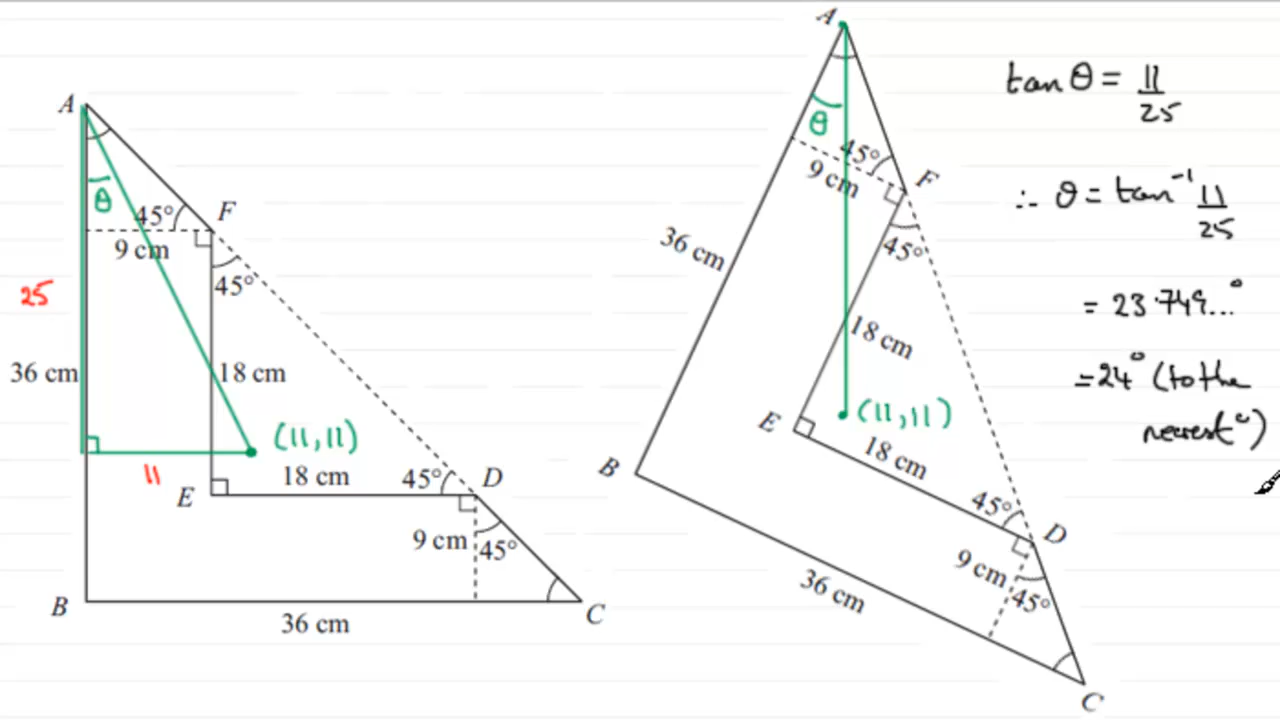 A
θ
45°
F
9 cm
45°
25
36 cm
18 cm
(11,11)
11
E
18 cm
45°
D
9 cm
45°
B
36 cm
C
A
θ
45°
F
9 cm
45°
36 cm
18 cm
(11,11)
E
18 cm
B
45°
D
9 cm
45°
36 cm
C
tan θ = 11/25
∴ θ = tan⁻¹ 11/25
= 23.749...°
= 24° (to the
nearest °)